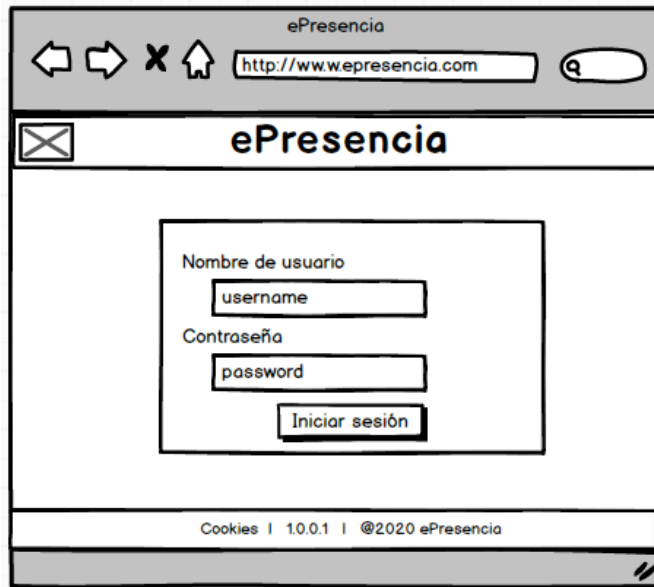 ePresencia
http://www.epresencia.com
ePresencia
Nombre de usuario
username
Contraseña
password
Iniciar sesión
Cookies | 1.0.0.1 | @2020 ePresencia